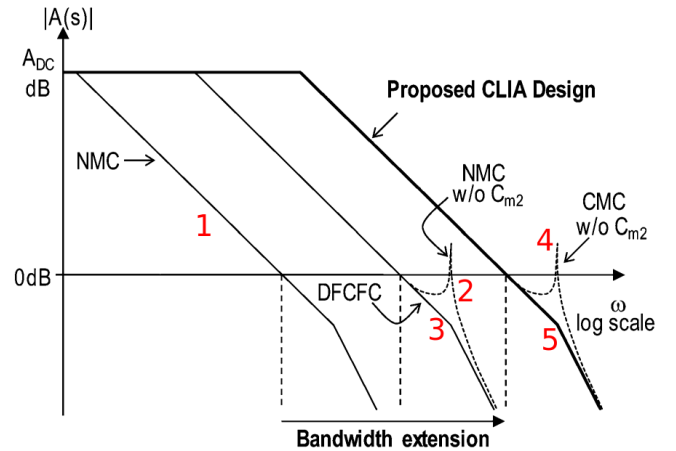 |A(s)|
A_DC
dB
Proposed CLIA Design
NMC
NMC
w/o C_m2
CMC
w/o C_m2
1
4
0dB
DFCFC
2
ω
log scale
3
5
Bandwidth extension